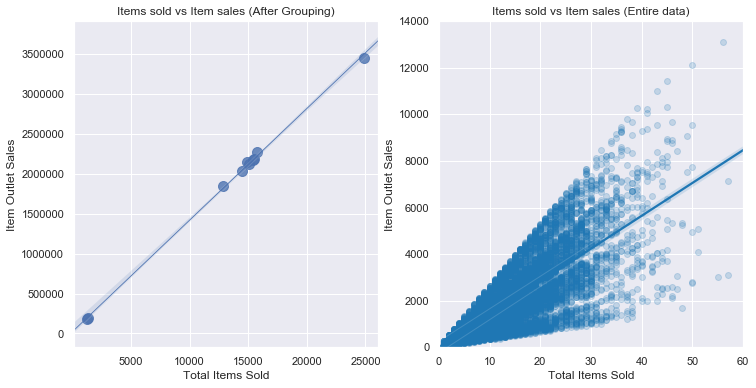 Items sold vs Item sales (After Grouping)
Item Outlet Sales
3500000
3000000
2500000
2000000
1500000
1000000
500000
0
5000 10000 15000 20000 25000
Total Items Sold
Items sold vs Item sales (Entire data)
Item Outlet Sales
14000
12000
10000
8000
6000
4000
2000
0
0 10 20 30 40 50 60
Total Items Sold